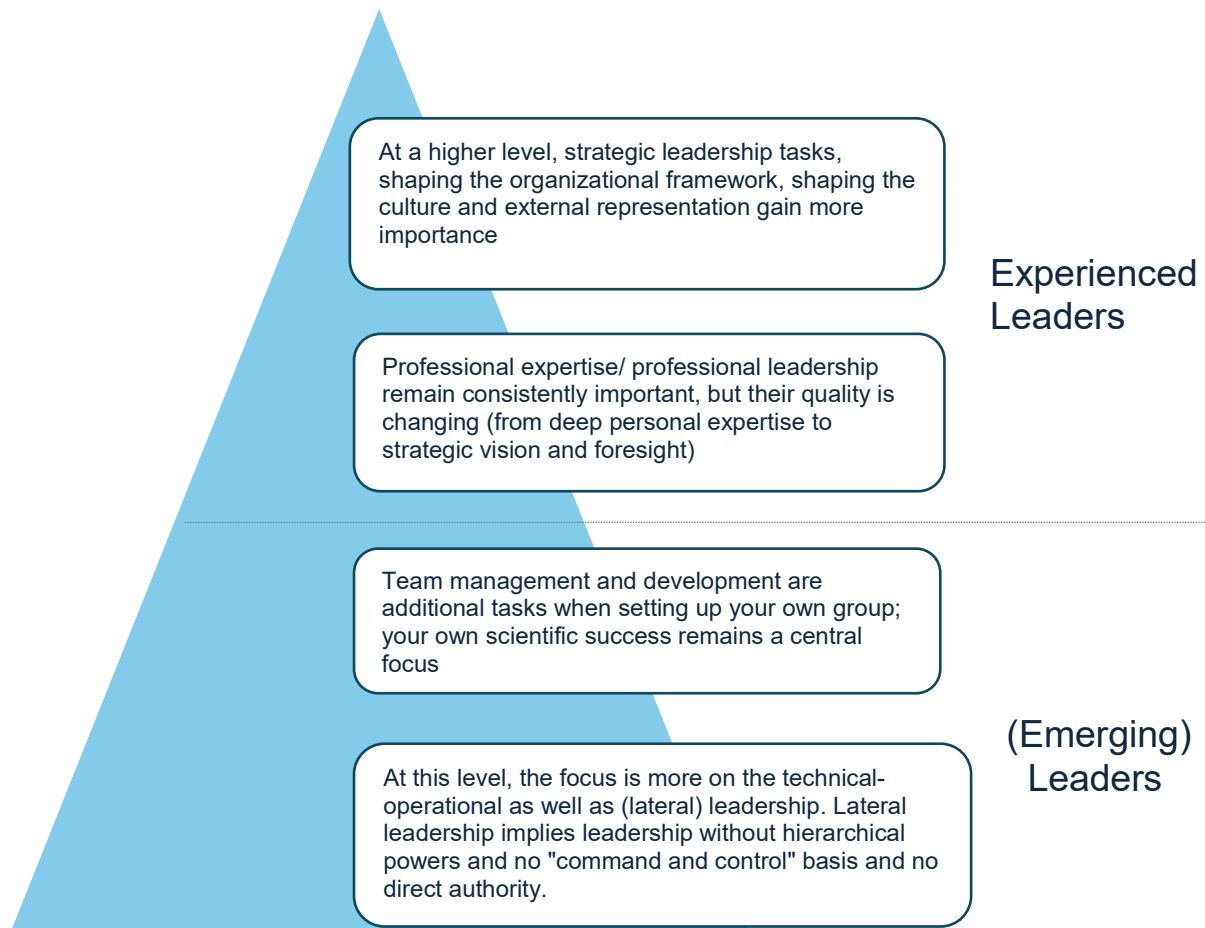 At a higher level, strategic leadership tasks,
shaping the organizational framework, shaping the
culture and external representation gain more
importance
Experienced
Leaders
Professional expertise/ professional leadership
remain consistently important, but their quality is
changing (from deep personal expertise to
strategic vision and foresight)
Team management and development are
additional tasks when setting up your own group;
your own scientific success remains a central
focus
(Emerging)
Leaders
At this level, the focus is more on the technical-
operational as well as (lateral) leadership. Lateral
leadership implies leadership without hierarchical
powers and no "command and control" basis and no
direct authority.